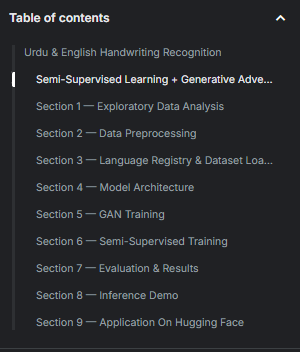 Table of contents
Urdu & English Handwriting Recognition
Semi-Supervised Learning + Generative Adve...
Section 1 — Exploratory Data Analysis
Section 2 — Data Preprocessing
Section 3 — Language Registry & Dataset Loa...
Section 4 — Model Architecture
Section 5 — GAN Training
Section 6 — Semi-Supervised Training
Section 7 — Evaluation & Results
Section 8 — Inference Demo
Section 9 — Application On Hugging Face